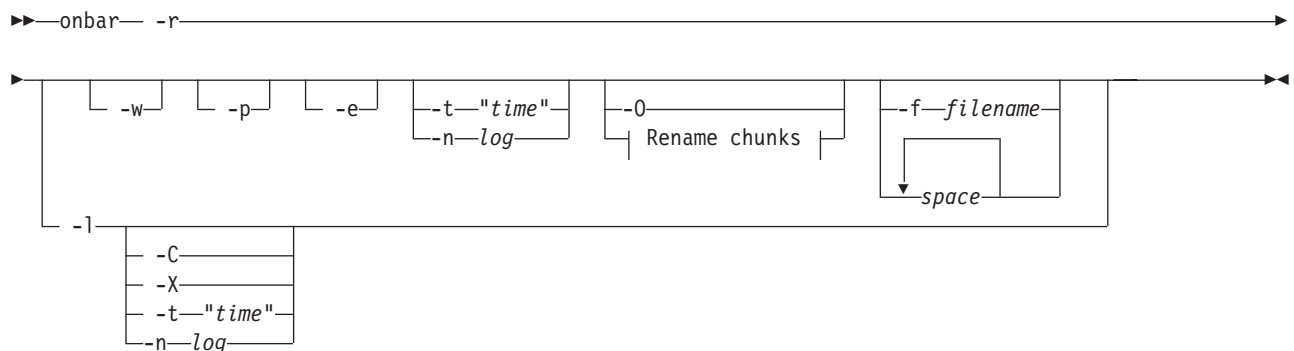 onbar -r
-w -p -e -t "time" -O -f filename
-n log Rename chunks
space
-l
-C
-X
-t "time"
-n log